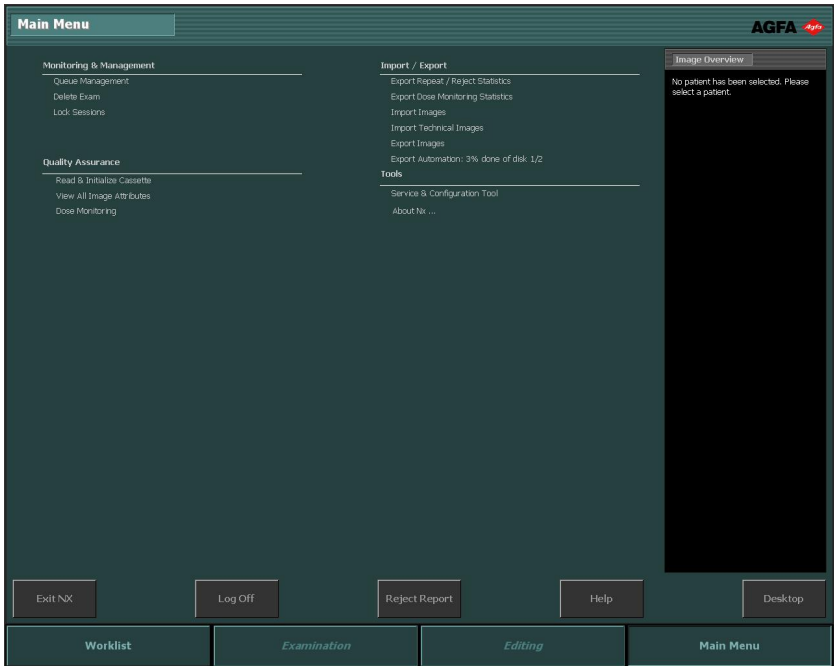 Main Menu
AGFA
Agfa
Monitoring & Management
Queue Management
Delete Exam
Lock Sessions
Quality Assurance
Read & Initialize Cassette
View All Image Attributes
Dose Monitoring
Import / Export
Export Repeat / Reject Statistics
Export Dose Monitoring Statistics
Import Images
Import Technical Images
Export Images
Export Automation: 3% done of disk 1/2
Tools
Service & Configuration Tool
About Nx ...
Image Overview
No patient has been selected. Please
select a patient.
Exit NX
Log Off
Reject Report
Help
Desktop
Worklist
Examination
Editing
Main Menu